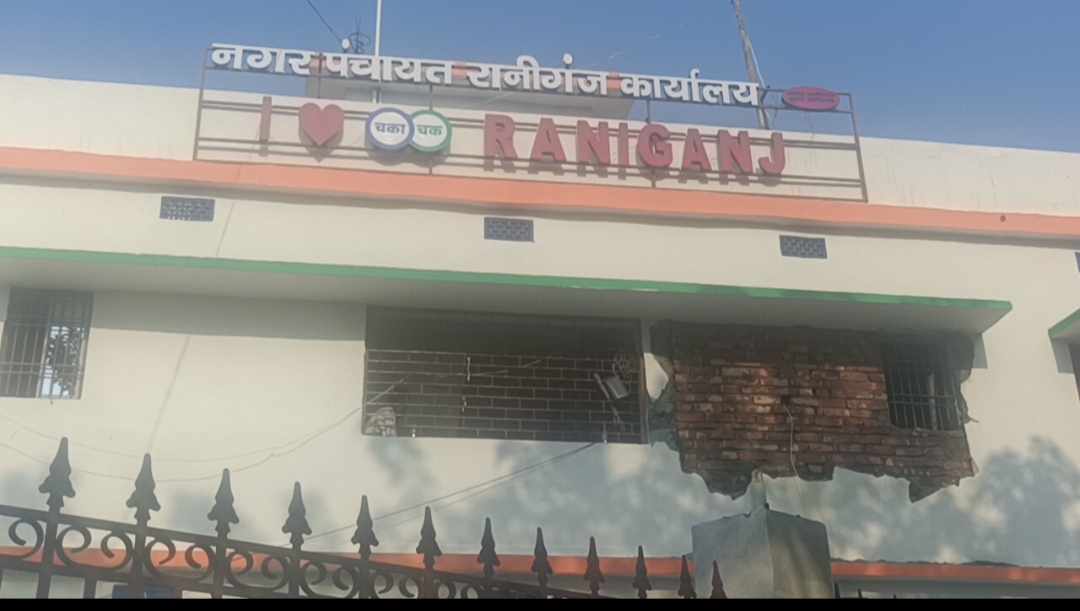 नगर पंचायत रानीगंज कार्यालय
I ❤ चका चक RANIGANJ